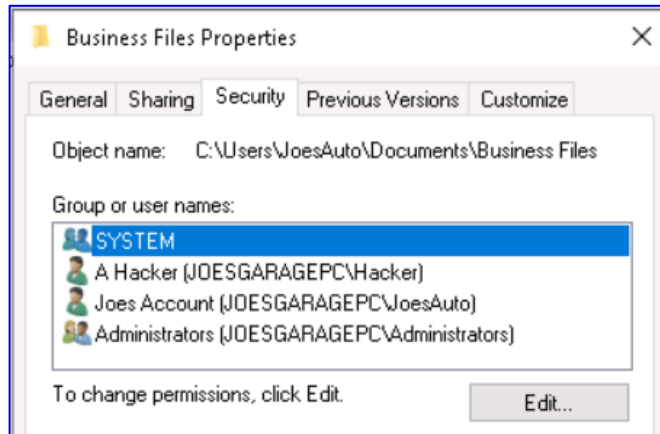 Business Files Properties
General Sharing Security Previous Versions Customize
Object name: C:\Users\JoesAuto\Documents\Business Files
Group or user names:
SYSTEM
A Hacker (JOESGARAGEPC\Hacker)
Joes Account (JOESGARAGEPC\JoesAuto)
Administrators (JOESGARAGEPC\Administrators)
To change permissions, click Edit.
Edit...